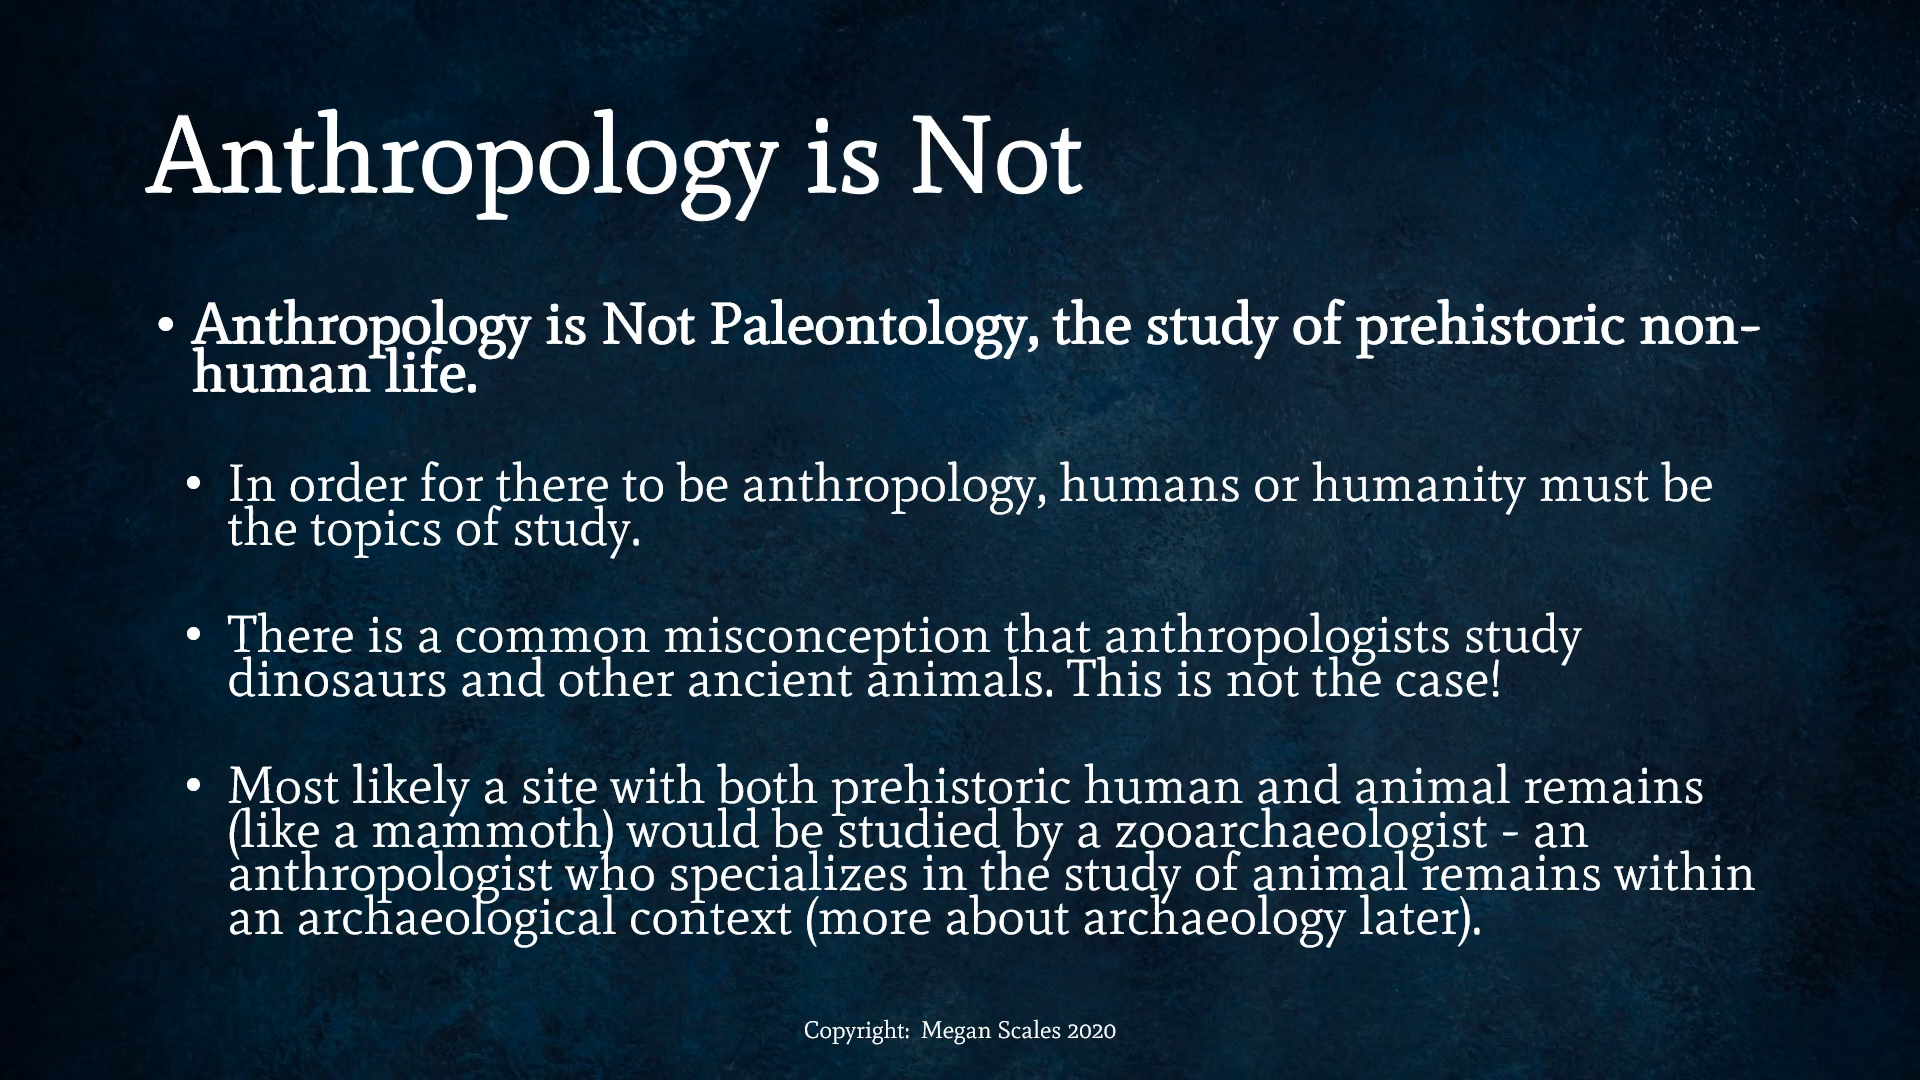 Anthropology is Not
• Anthropology is Not Paleontology, the study of prehistoric non-
human life.
• In order for there to be anthropology, humans or humanity must be
the topics of study.
• There is a common misconception that anthropologists study
dinosaurs and other ancient animals. This is not the case!
• Most likely a site with both prehistoric human and animal remains
(like a mammoth) would be studied by a zooarchaeologist - an
anthropologist who specializes in the study of animal remains within
an archaeological context (more about archaeology later).
Copyright:  Megan Scales 2020